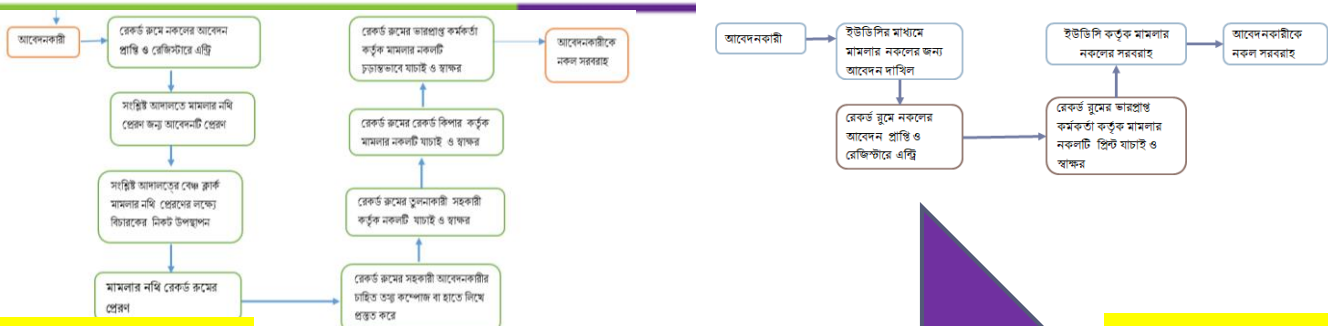 আবেদনকারী
রেকর্ড রুমে নকলের আবেদন
প্রাপ্তি ও রেজিস্টারে এন্ট্রি
সংশ্লিষ্ট আদালতে মামলার নথি
প্রেরণ জন্য আবেদনটি প্রেরণ
সংশ্লিষ্ট আদালতের বেঞ্চ ক্লার্ক
মামলার নথি প্রেরণের লক্ষ্যে
বিচারকের নিকট উপস্থাপন
মামলার নথি রেকর্ড রুমের
প্রেরণ
রেকর্ড রুমের সহকারী আবেদনকারীর
চাহিত তথ্য কম্পোজ বা হাতে লিখে
প্রস্তুত করে
রেকর্ড রুমের তুলনাকারী সহকারী
কর্তৃক নকলটি যাচাই ও স্বাক্ষর
রেকর্ড রুমের রেকর্ড কিপার কর্তৃক
মামলার নকলটি যাচাই ও স্বাক্ষর
রেকর্ড রুমের ভারপ্রাপ্ত কর্মকর্তা
কর্তৃক মামলার নকলটি
চূড়ান্তভাবে যাচাই ও স্বাক্ষর
আবেদনকারীকে
নকল সরবরাহ
আবেদনকারী
ইউডিসির মাধ্যমে
মামলার নকলের জন্য
আবেদন দাখিল
রেকর্ড রুমে নকলের
আবেদন প্রাপ্তি ও
রেজিস্টারে এন্ট্রি
রেকর্ড রুমের ভারপ্রাপ্ত
কর্মকর্তা কর্তৃক মামলার
নকলটি প্রিন্ট যাচাই ও
স্বাক্ষর
ইউডিসি কর্তৃক মামলার
নকলের সরবরাহ
আবেদনকারীকে
নকল সরবরাহ